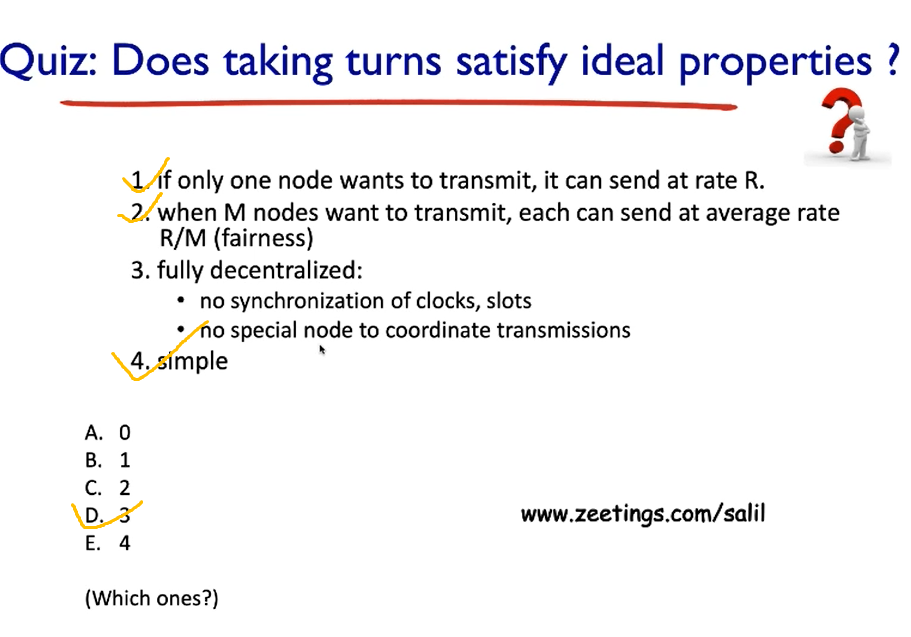 Quiz: Does taking turns satisfy ideal properties ?
1. if only one node wants to transmit, it can send at rate R.
2. when M nodes want to transmit, each can send at average rate
R/M (fairness)
3. fully decentralized:
• no synchronization of clocks, slots
• no special node to coordinate transmissions
4. simple
A. 0
B. 1
C. 2
D. 3
E. 4
www.zeetings.com/salil
(Which ones?)